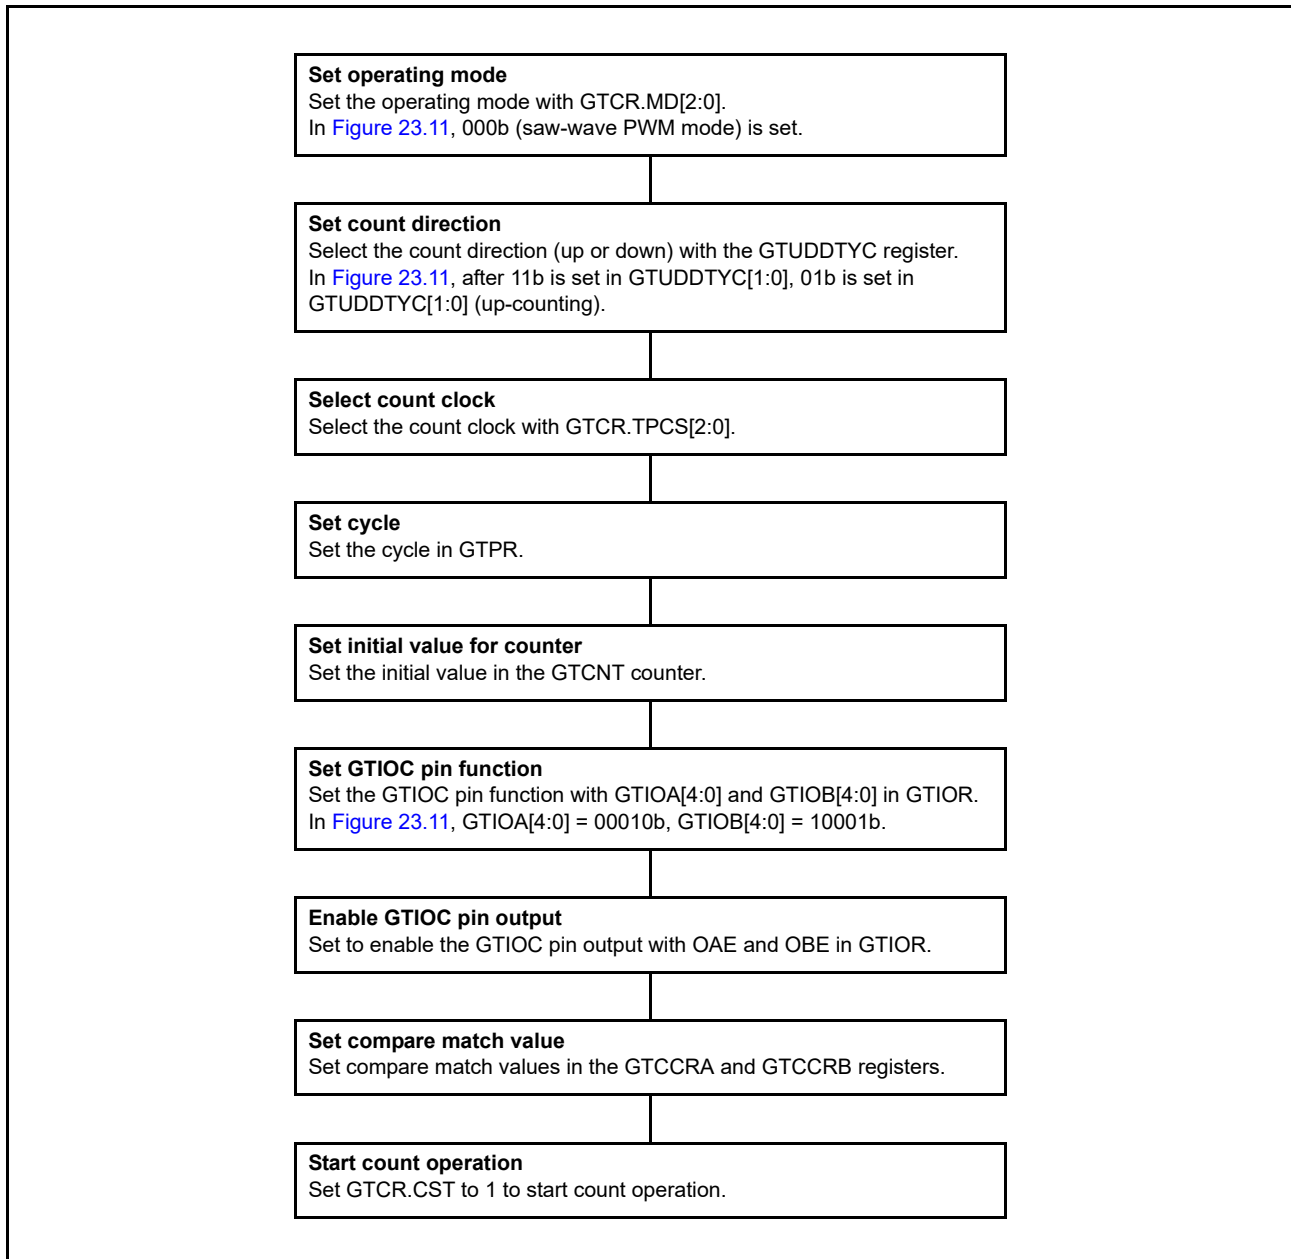 Set operating mode
Set the operating mode with GTCR.MD[2:0].
In Figure 23.11, 000b (saw-wave PWM mode) is set.
Set count direction
Select the count direction (up or down) with the GTUDDTYC register.
In Figure 23.11, after 11b is set in GTUDDTYC[1:0], 01b is set in
GTUDDTYC[1:0] (up-counting).
Select count clock
Select the count clock with GTCR.TPCS[2:0].
Set cycle
Set the cycle in GTPR.
Set initial value for counter
Set the initial value in the GTCNT counter.
Set GTIOC pin function
Set the GTIOC pin function with GTIOA[4:0] and GTIOB[4:0] in GTIOR.
In Figure 23.11, GTIOA[4:0] = 00010b, GTIOB[4:0] = 10001b.
Enable GTIOC pin output
Set to enable the GTIOC pin output with OAE and OBE in GTIOR.
Set compare match value
Set compare match values in the GTCCRA and GTCCRB registers.
Start count operation
Set GTCR.CST to 1 to start count operation.